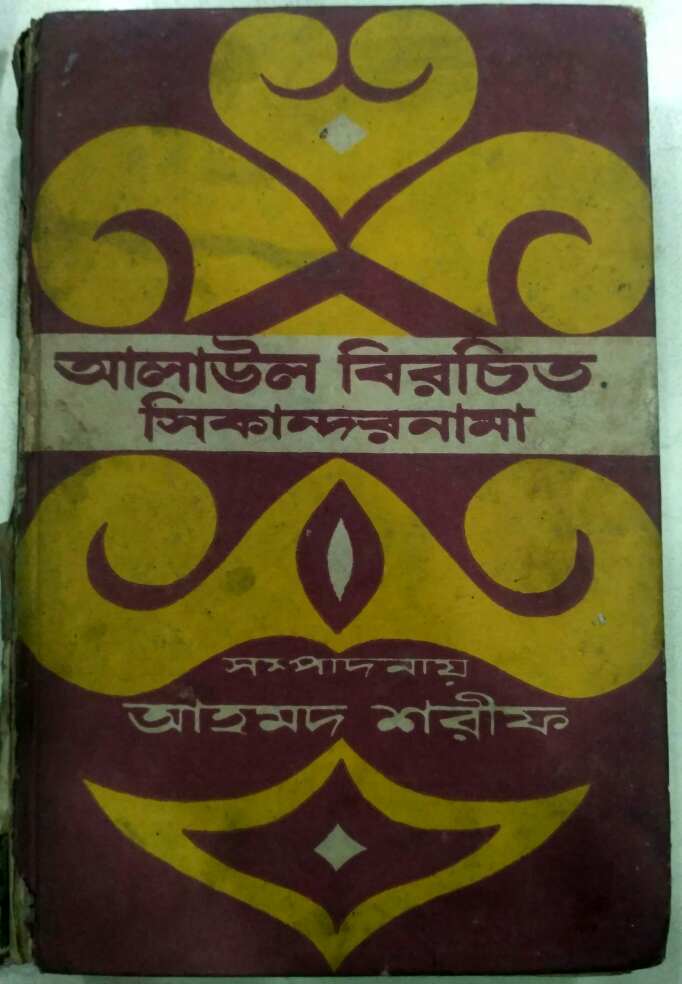 আলাউল বিরচিত
সিকান্দরনামা
সম্পাদনায়
আহমদ শরীফ